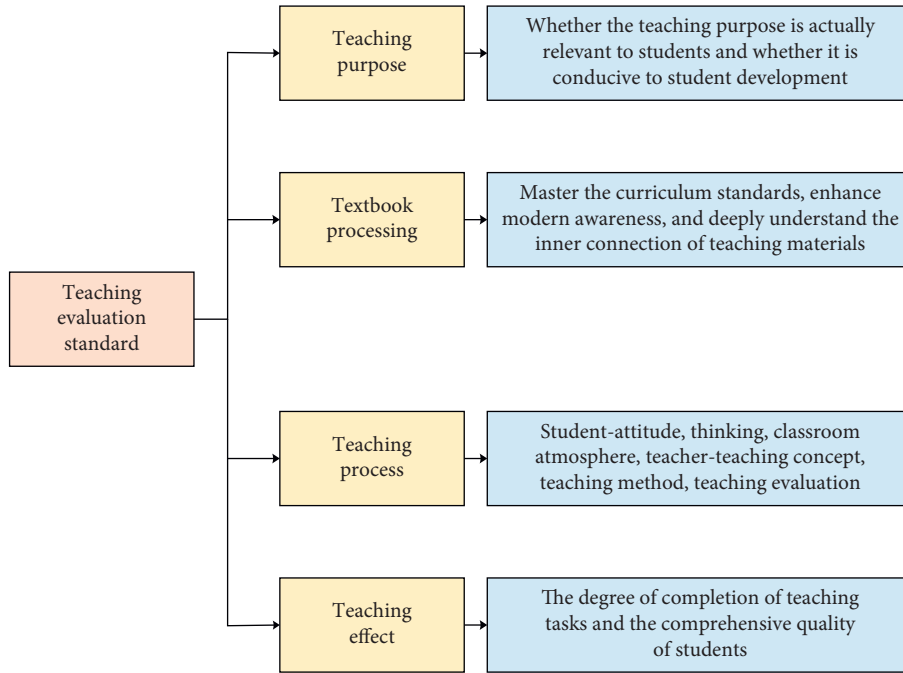 Teaching
purpose
Whether the teaching purpose is actually
relevant to students and whether it is
conducive to student development
Textbook
processing
Master the curriculum standards, enhance
modern awareness, and deeply understand the
inner connection of teaching materials
Teaching
evaluation
standard
Teaching
process
Student-attitude, thinking, classroom
atmosphere, teacher-teaching concept,
teaching method, teaching evaluation
Teaching
effect
The degree of completion of teaching
tasks and the comprehensive quality
of students